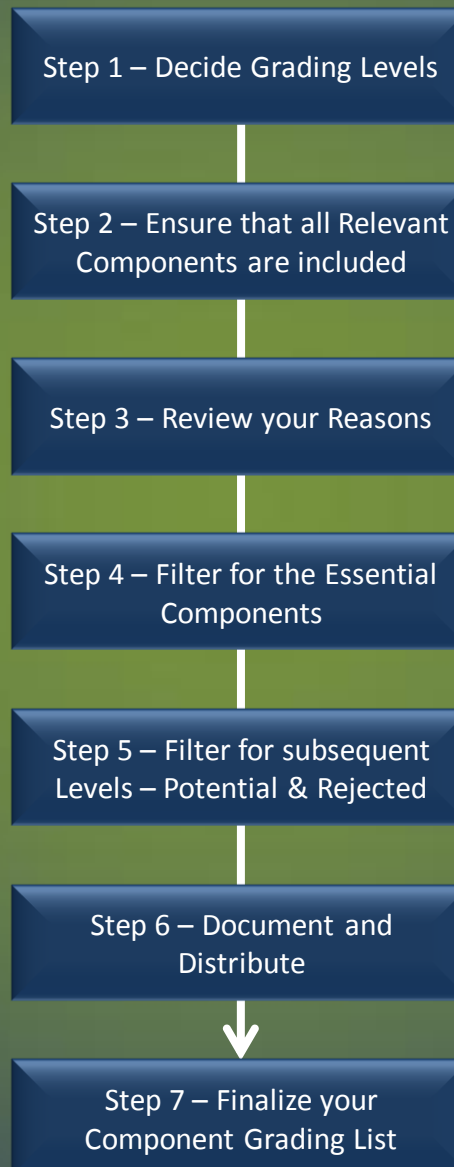 Step 1 – Decide Grading Levels
Step 2 – Ensure that all Relevant
Components are included
Step 3 – Review your Reasons
Step 4 – Filter for the Essential
Components
Step 5 – Filter for subsequent
Levels – Potential & Rejected
Step 6 – Document and
Distribute
Step 7 – Finalize your
Component Grading List